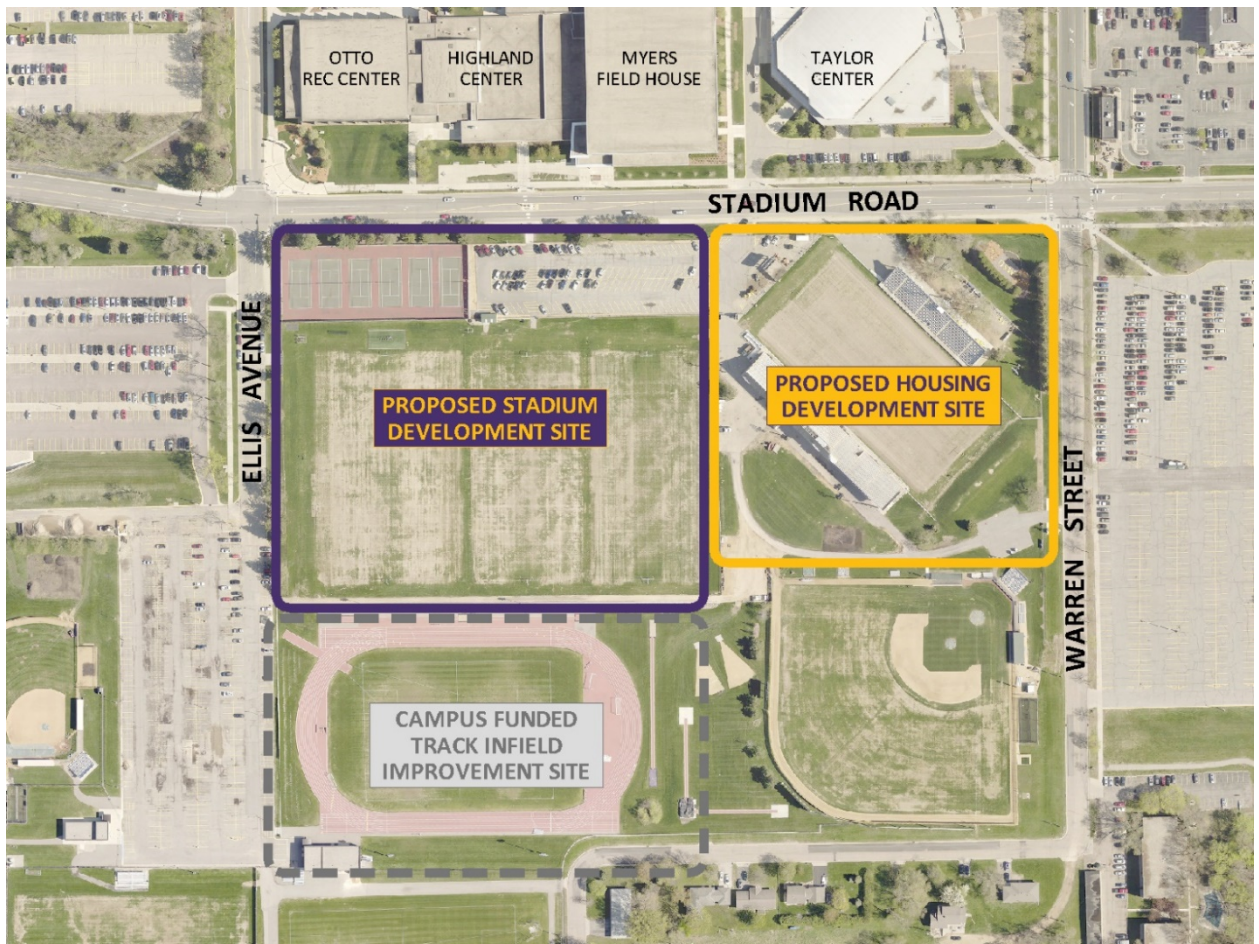 OTTO
REC CENTER
HIGHLAND
CENTER
MYERS
FIELD HOUSE
TAYLOR
CENTER
STADIUM ROAD
ELLIS AVENUE
PROPOSED STADIUM
DEVELOPMENT SITE
PROPOSED HOUSING
DEVELOPMENT SITE
WARREN STREET
CAMPUS FUNDED
TRACK INFIELD
IMPROVEMENT SITE